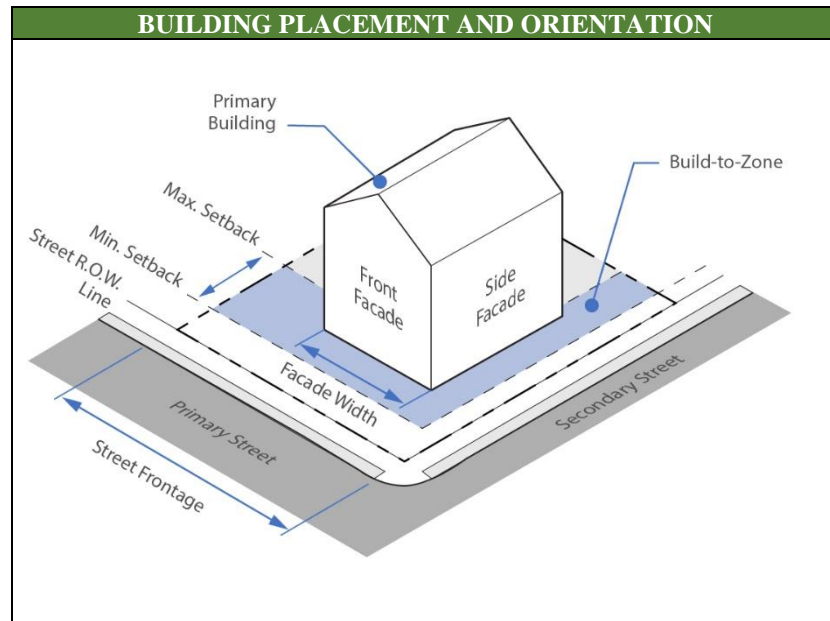 BUILDING PLACEMENT AND ORIENTATION
Primary
Building
Build-to-Zone
Max. Setback
Min. Setback
Street R.O.W.
Line
Front
Facade
Side
Facade
Facade Width
Primary Street
Secondary Street
Street Frontage